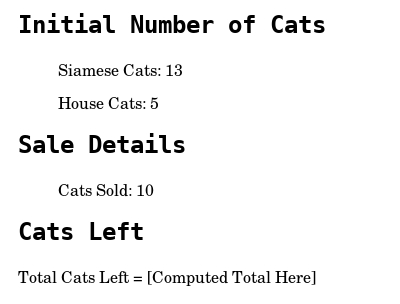 Initial Number of Cats
Siamese Cats: 13
House Cats: 5
Sale Details
Cats Sold: 10
Cats Left
Total Cats Left = [Computed Total Here]